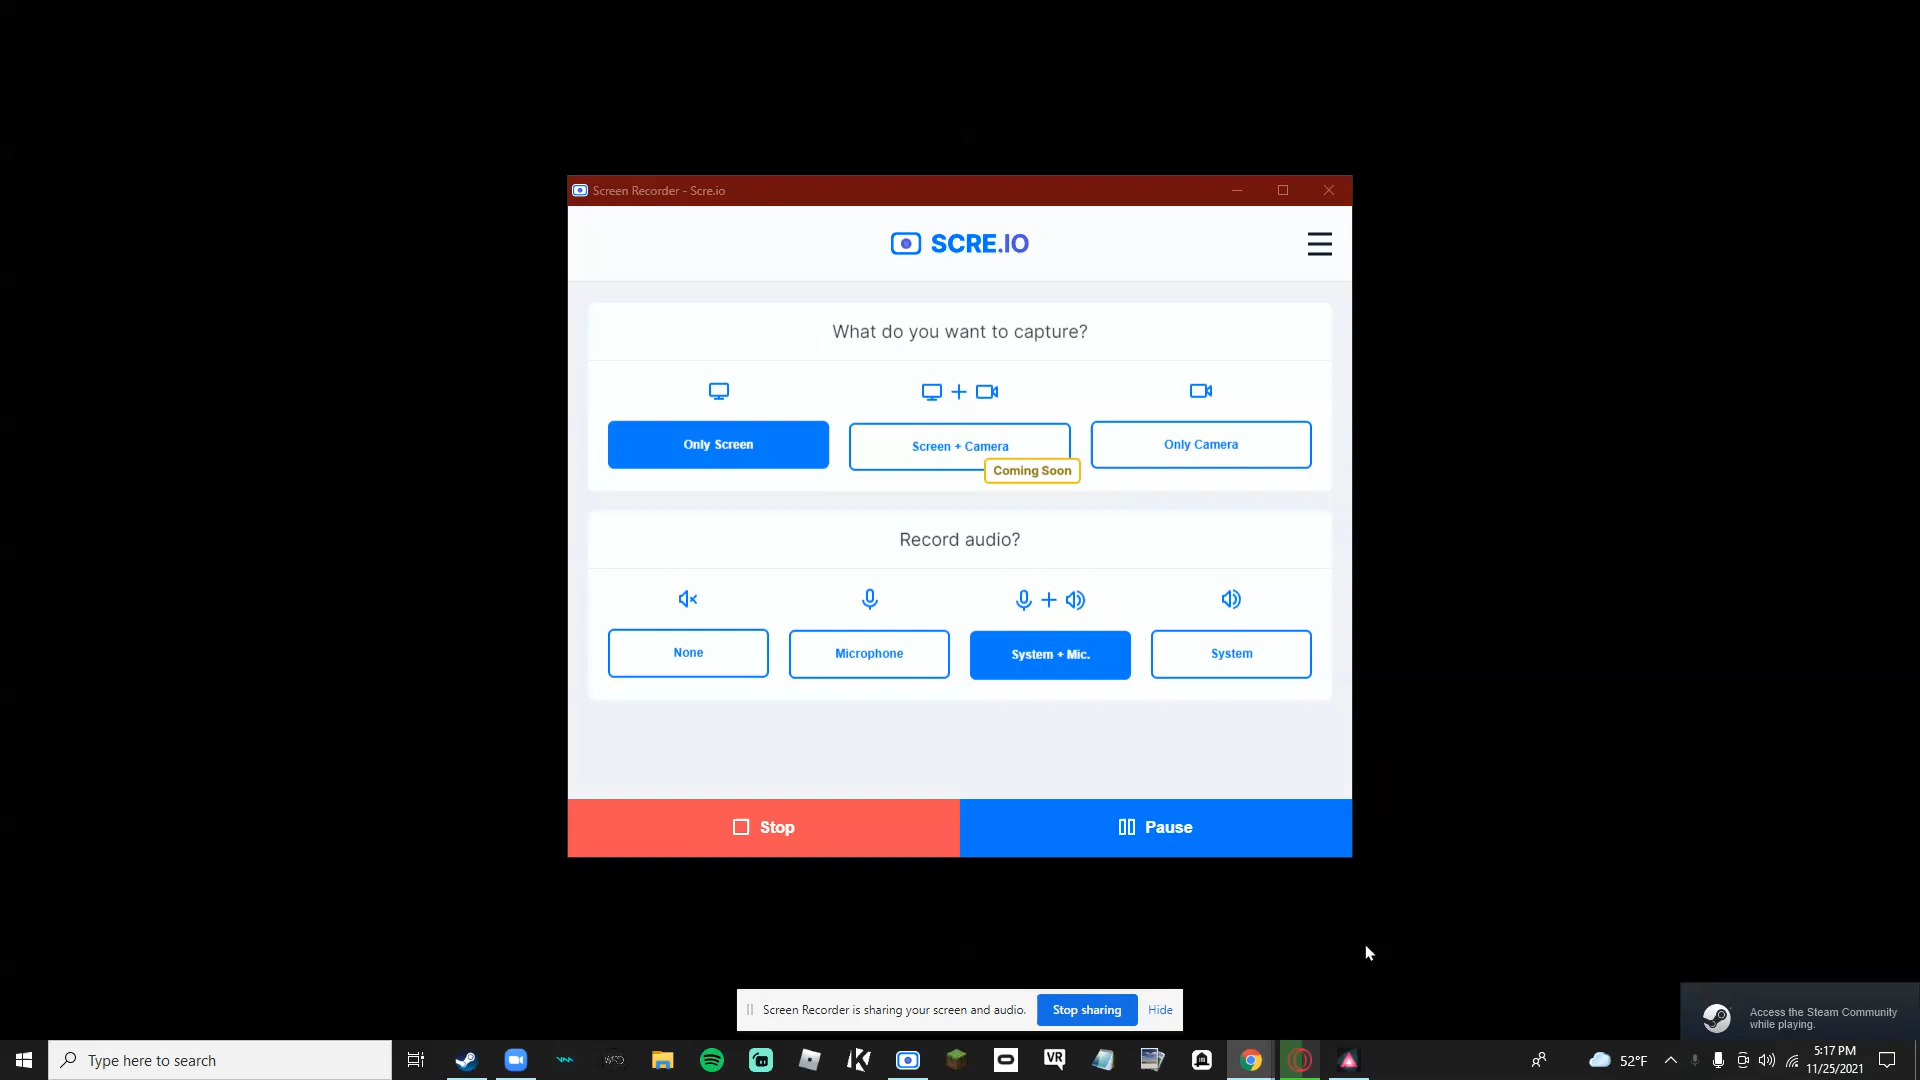 Screen Recorder - Scre.io
SCRE.IO
What do you want to capture?
Only Screen
Screen + Camera
Only Camera
Coming Soon
Record audio?
None
Microphone
System + Mic.
System
Stop
Pause
Screen Recorder is sharing your screen and audio.
Stop sharing
Hide
Access the Steam Community
while playing.
Type here to search
VR
52°F
5:17 PM
11/25/2021